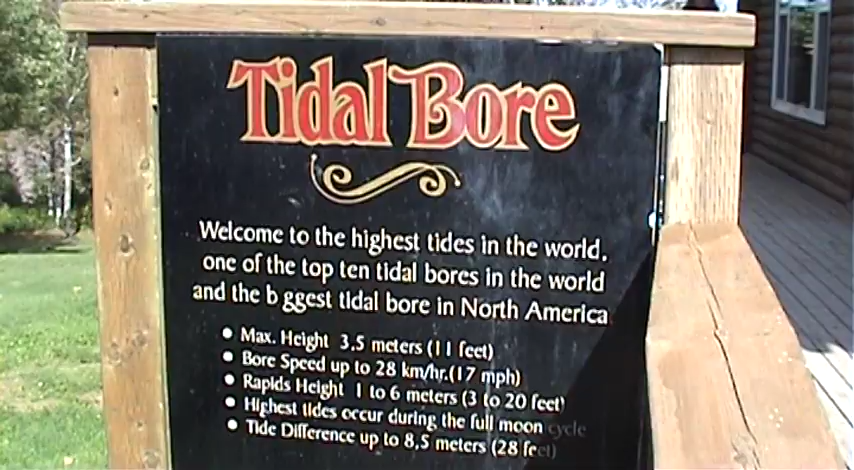 Tidal Bore
Welcome to the highest tides in the world.
one of the top ten tidal bores in the world
and the b ggest tidal bore in North America
• Max. Height 3.5 meters (11 feet)
• Bore Speed up to 28 km/hr.(17 mph)
• Rapids Height 1 to 6 meters (3 to 20 feet)
• Highest tides occur during the full moon cycle
• Tide Difference up to 8,5 meters (28 feet)